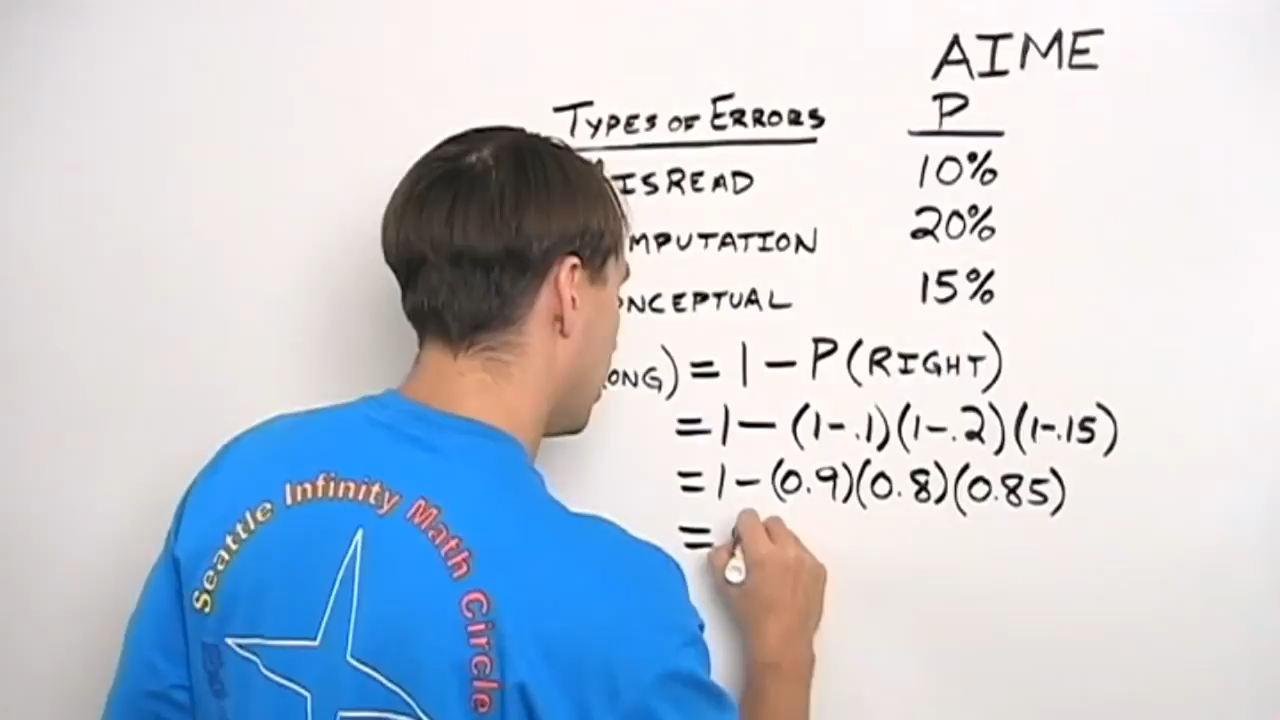 AIME
TYPES OF ERRORS P
ISREAD 10%
MPUTATION 20%
ONCEPTUAL 15%
ONG) = 1 - P(RIGHT)
= 1 - (1-.1)(1-.2)(1-.15)
= 1 - (0.9)(0.8)(0.85)
=
Seattle Infinity Math Circle